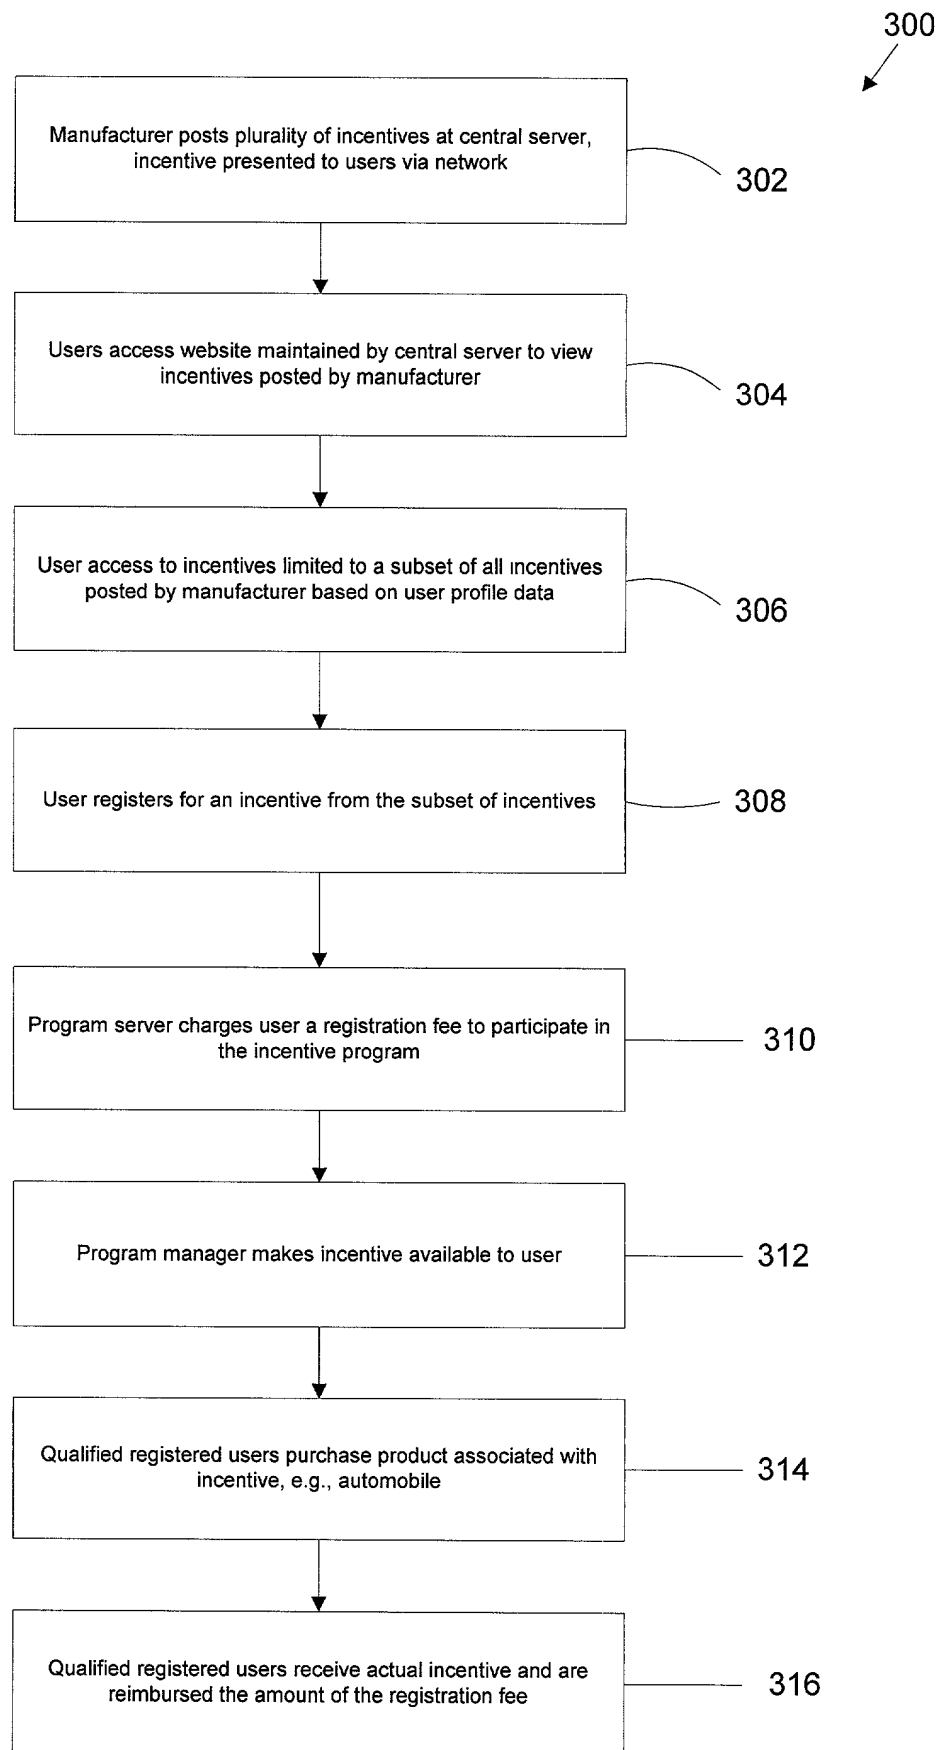 300
Manufacturer posts plurality of incentives at central server,
incentive presented to users via network
302
Users access website maintained by central server to view
incentives posted by manufacturer
304
User access to incentives limited to a subset of all incentives
posted by manufacturer based on user profile data
306
User registers for an incentive from the subset of incentives
308
Program server charges user a registration fee to participate in
the incentive program
310
Program manager makes incentive available to user
312
Qualified registered users purchase product associated with
incentive, e.g., automobile
314
Qualified registered users receive actual incentive and are
reimbursed the amount of the registration fee
316